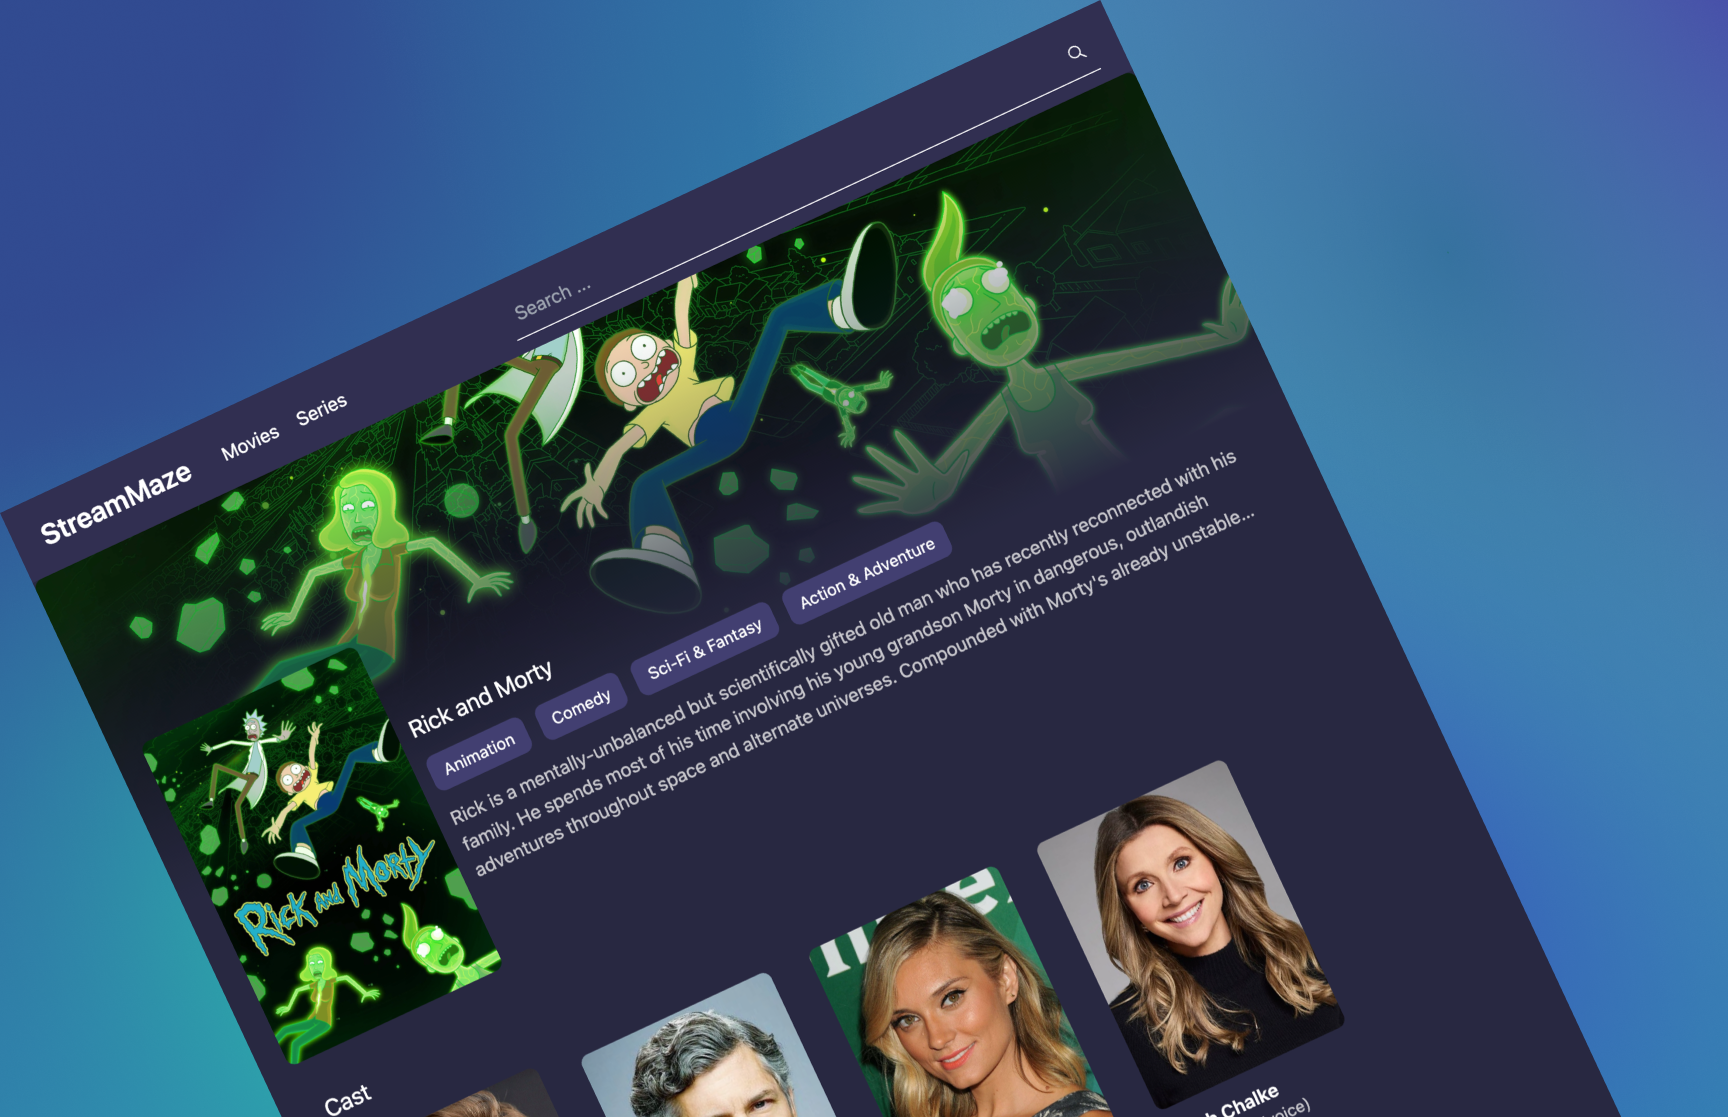 StreamMaze
Movies
Series
Search ...
Rick and Morty
Animation
Comedy
Sci-Fi & Fantasy
Action & Adventure
Rick is a mentally-unbalanced but scientifically gifted old man who has recently reconnected with his
family. He spends most of his time involving his young grandson Morty in dangerous, outlandish
adventures throughout space and alternate universes. Compounded with Morty's already unstable...
RICK AND MORTY
Cast
Chalke
voice)